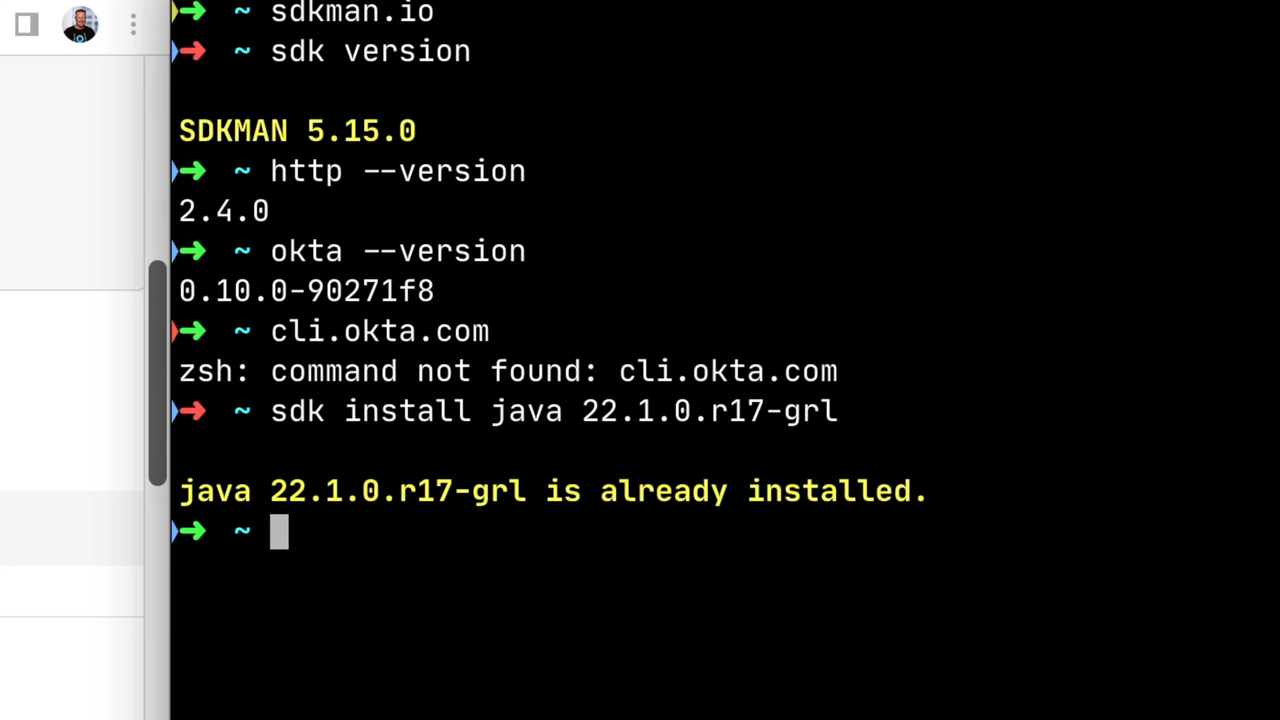 ➜ ~ sdkman.io
➜ ~ sdk version
SDKMAN 5.15.0
➜ ~ http --version
2.4.0
➜ ~ okta --version
0.10.0-90271f8
➜ ~ cli.okta.com
zsh: command not found: cli.okta.com
➜ ~ sdk install java 22.1.0.r17-grl
java 22.1.0.r17-grl is already installed.
➜ ~